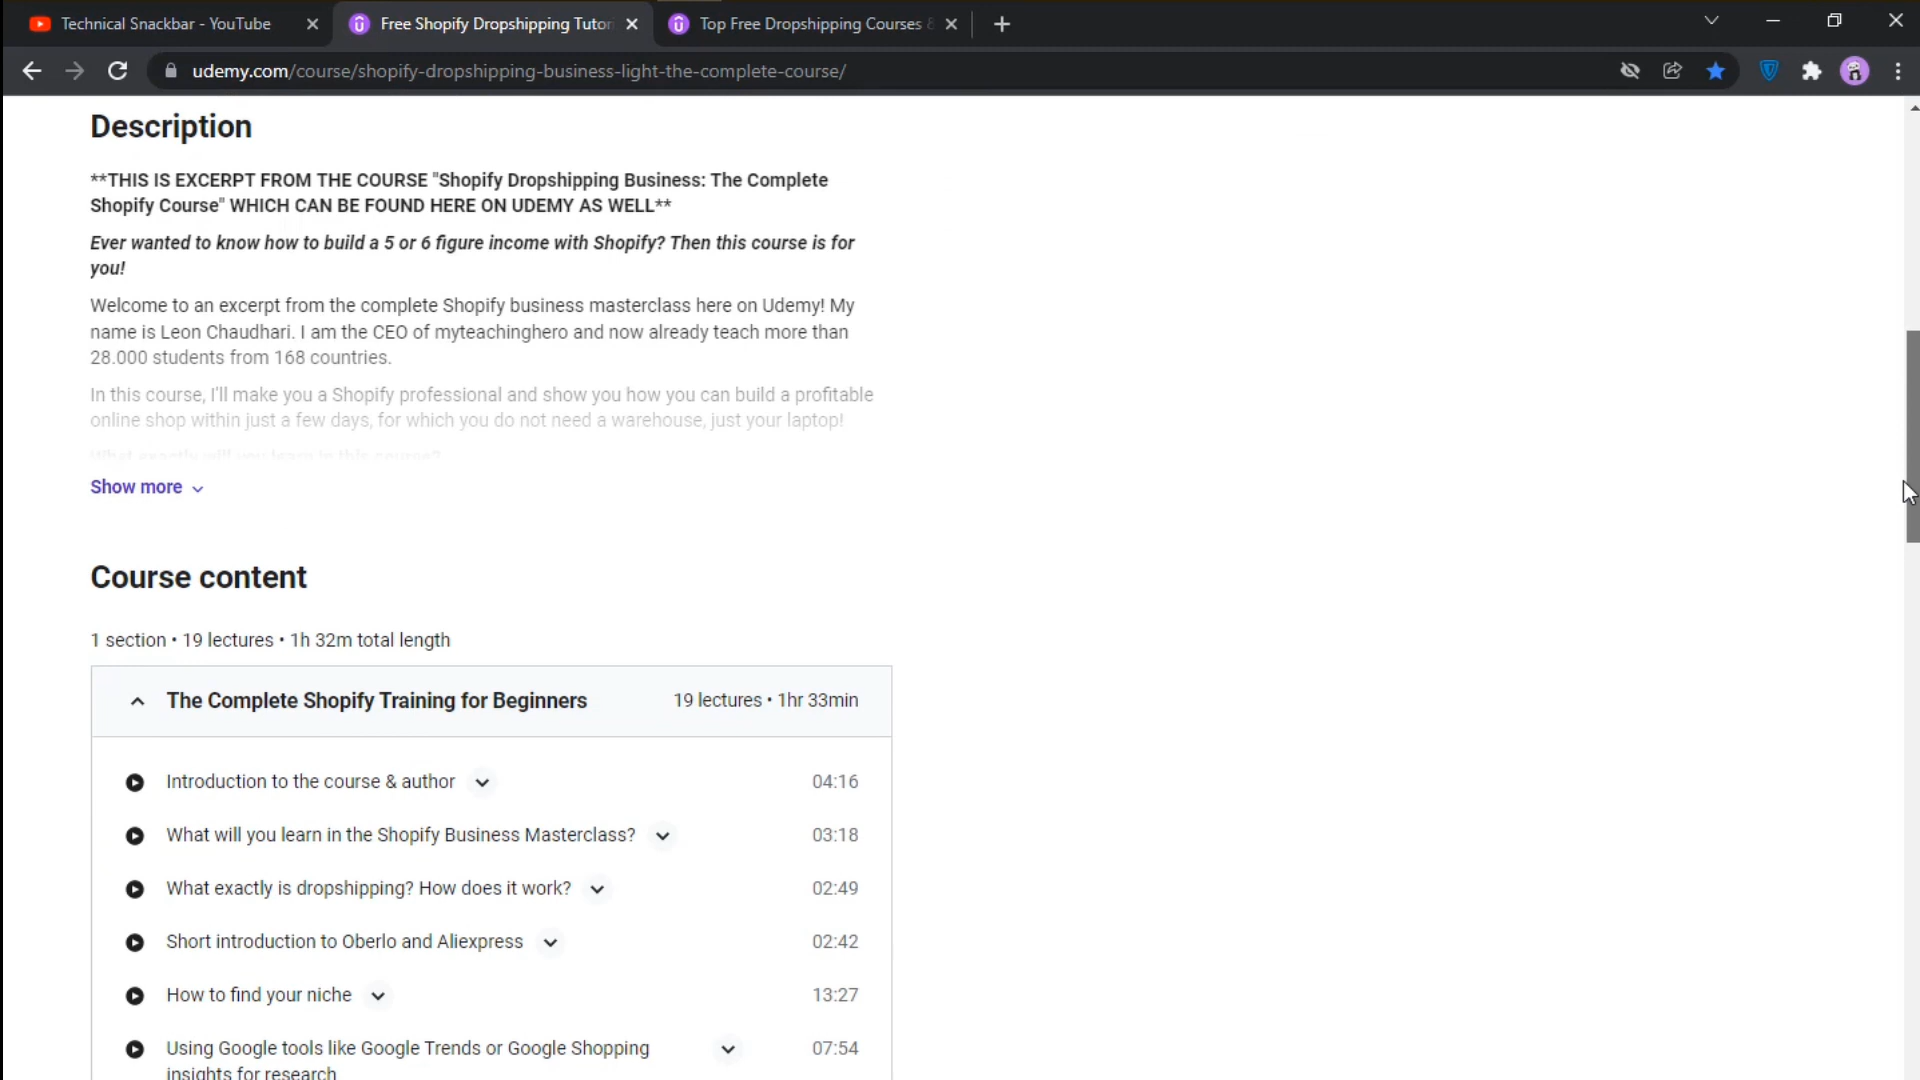 Technical Snackbar - YouTube
Free Shopify Dropshipping Tutori
Top Free Dropshipping Courses &
udemy.com/course/shopify-dropshipping-business-light-the-complete-course/
Description
**THIS IS EXCERPT FROM THE COURSE "Shopify Dropshipping Business: The Complete
Shopify Course" WHICH CAN BE FOUND HERE ON UDEMY AS WELL**
Ever wanted to know how to build a 5 or 6 figure income with Shopify? Then this course is for
you!
Welcome to an excerpt from the complete Shopify business masterclass here on Udemy! My
name is Leon Chaudhari. I am the CEO of myteachinghero and now already teach more than
28.000 students from 168 countries.
In this course, I'll make you a Shopify professional and show you how you can build a profitable
online shop within just a few days, for which you do not need a warehouse, just your laptop!
What exactly will you learn in this course?
Show more
Course content
1 section • 19 lectures • 1h 32m total length
The Complete Shopify Training for Beginners
19 lectures • 1hr 33min
Introduction to the course & author
04:16
What will you learn in the Shopify Business Masterclass?
03:18
What exactly is dropshipping? How does it work?
02:49
Short introduction to Oberlo and Aliexpress
02:42
How to find your niche
13:27
Using Google tools like Google Trends or Google Shopping
07:54
insights for research